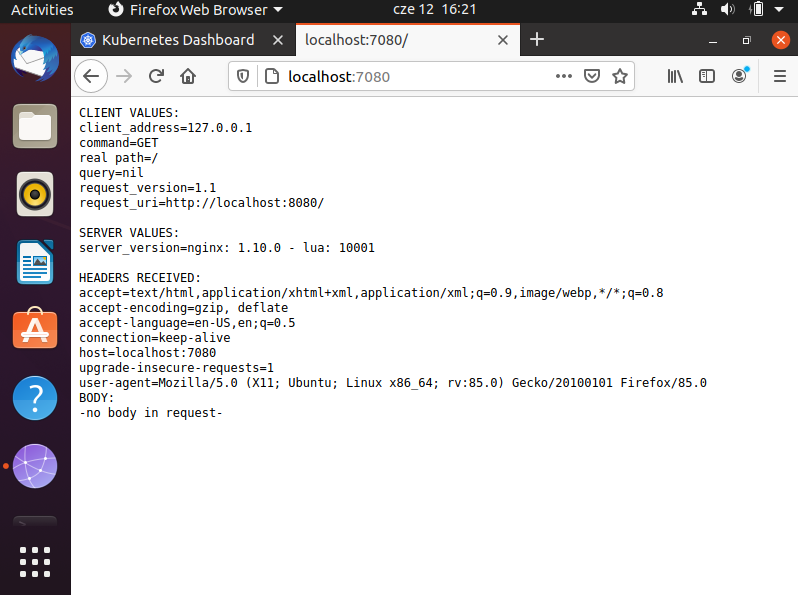 Activities Firefox Web Browser cze 12 16:21
Kubernetes Dashboard localhost:7080/
localhost:7080
CLIENT VALUES:
client_address=127.0.0.1
command=GET
real path=/
query=nil
request_version=1.1
request_uri=http://localhost:8080/
SERVER VALUES:
server_version=nginx: 1.10.0 - lua: 10001
HEADERS RECEIVED:
accept=text/html,application/xhtml+xml,application/xml;q=0.9,image/webp,*/*;q=0.8
accept-encoding=gzip, deflate
accept-language=en-US,en;q=0.5
connection=keep-alive
host=localhost:7080
upgrade-insecure-requests=1
user-agent=Mozilla/5.0 (X11; Ubuntu; Linux x86_64; rv:85.0) Gecko/20100101 Firefox/85.0
BODY:
-no body in request-